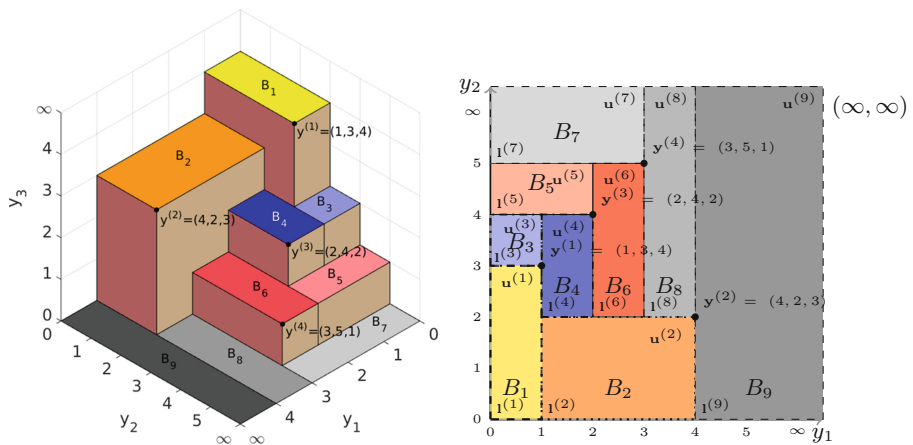 B₁
y⁽¹⁾=(1,3,4)
B₂
B₃
y⁽²⁾=(4,2,3)
B₄
y⁽³⁾=(2,4,2)
B₅
B₆
y⁽⁴⁾=(3,5,1)
B₇
B₈
B₉
y₃
∞
4
3
2
1
0
0
1
2
3
4
5
∞
y₂
∞
4
3
2
1
0
y₁
y₂
∞
5
4
3
2
1
0
u⁽⁷⁾
u⁽⁸⁾
u⁽⁹⁾
(∞, ∞)
B₇
l⁽⁷⁾
y⁽⁴⁾ = (3, 5, 1)
B₅
u⁽⁵⁾
u⁽⁶⁾
l⁽⁵⁾
y⁽³⁾ = (2, 4, 2)
u⁽³⁾
u⁽⁴⁾
B₃
l⁽³⁾
y⁽¹⁾ = (1, 3, 4)
u⁽¹⁾
B₄
B₆
B₈
l⁽⁴⁾
l⁽⁶⁾
l⁽⁸⁾
y⁽²⁾ = (4, 2, 3)
u⁽²⁾
B₁
B₂
B₉
l⁽¹⁾
l⁽²⁾
l⁽⁹⁾
0
1
2
3
4
5
∞
y₁